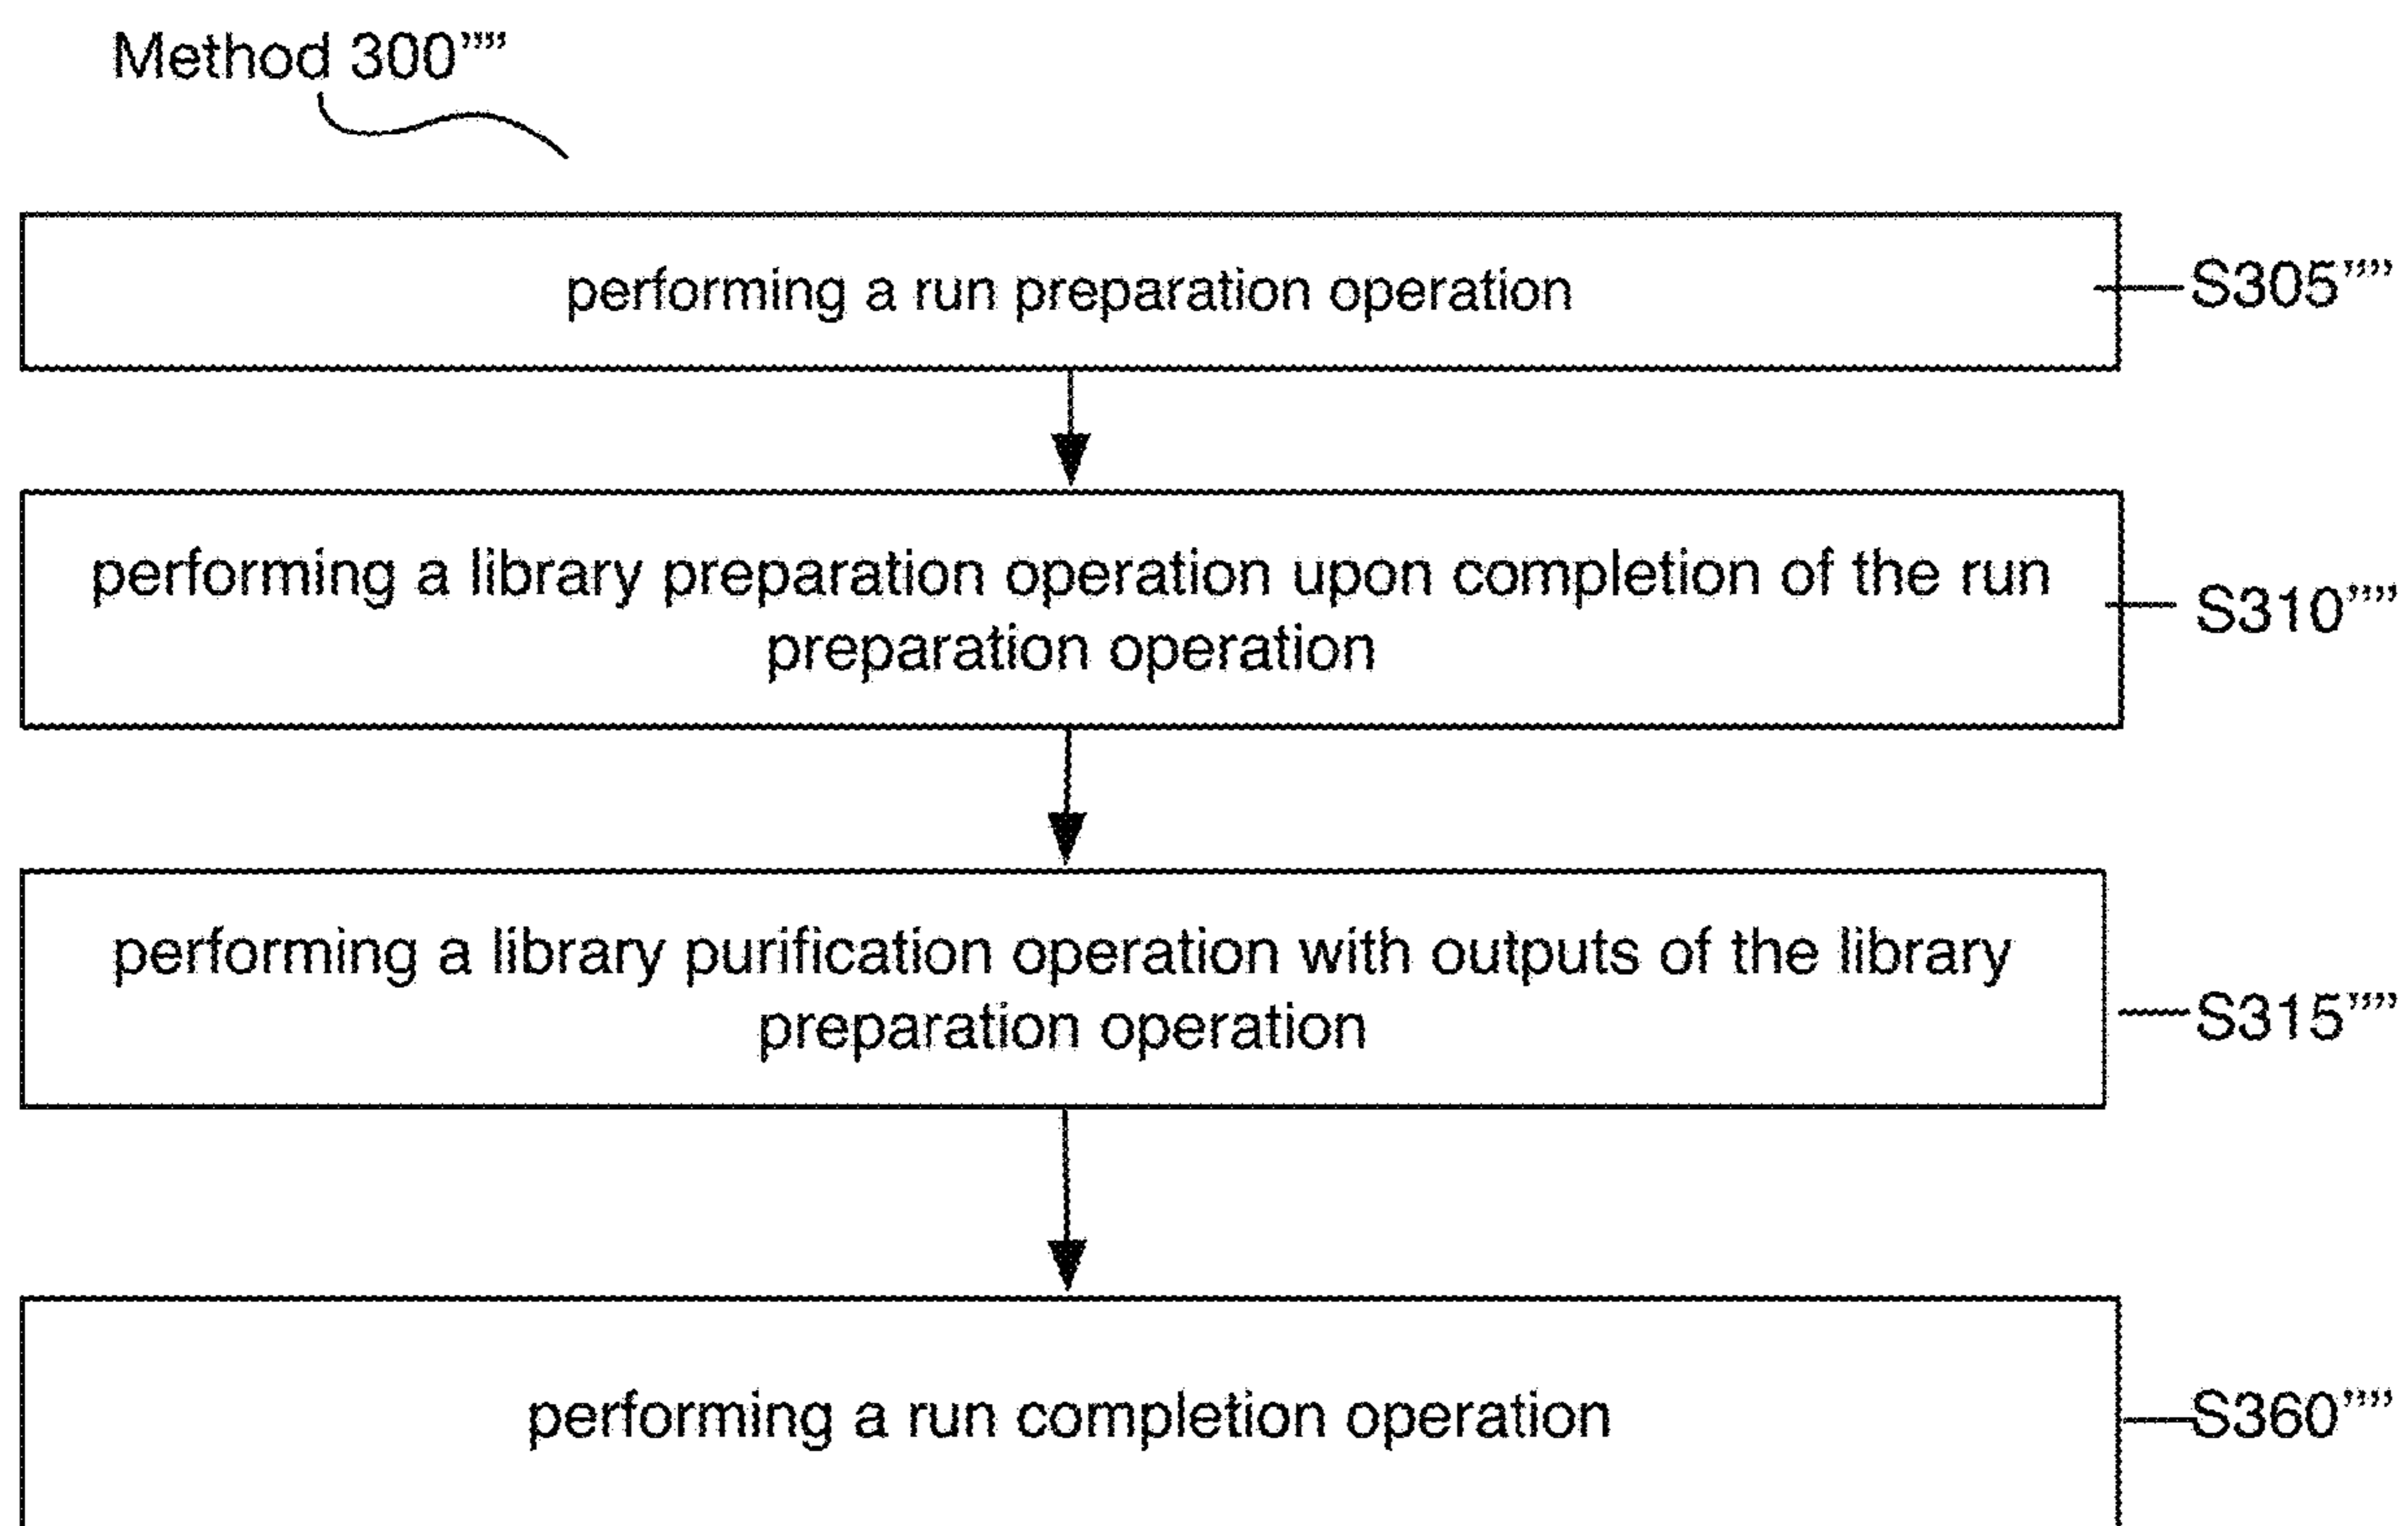 Method 300””
performing a run preparation operation
S305””
performing a library preparation operation upon completion of the run
preparation operation
S310””
performing a library purification operation with outputs of the library
preparation operation
S315””
performing a run completion operation
S360””